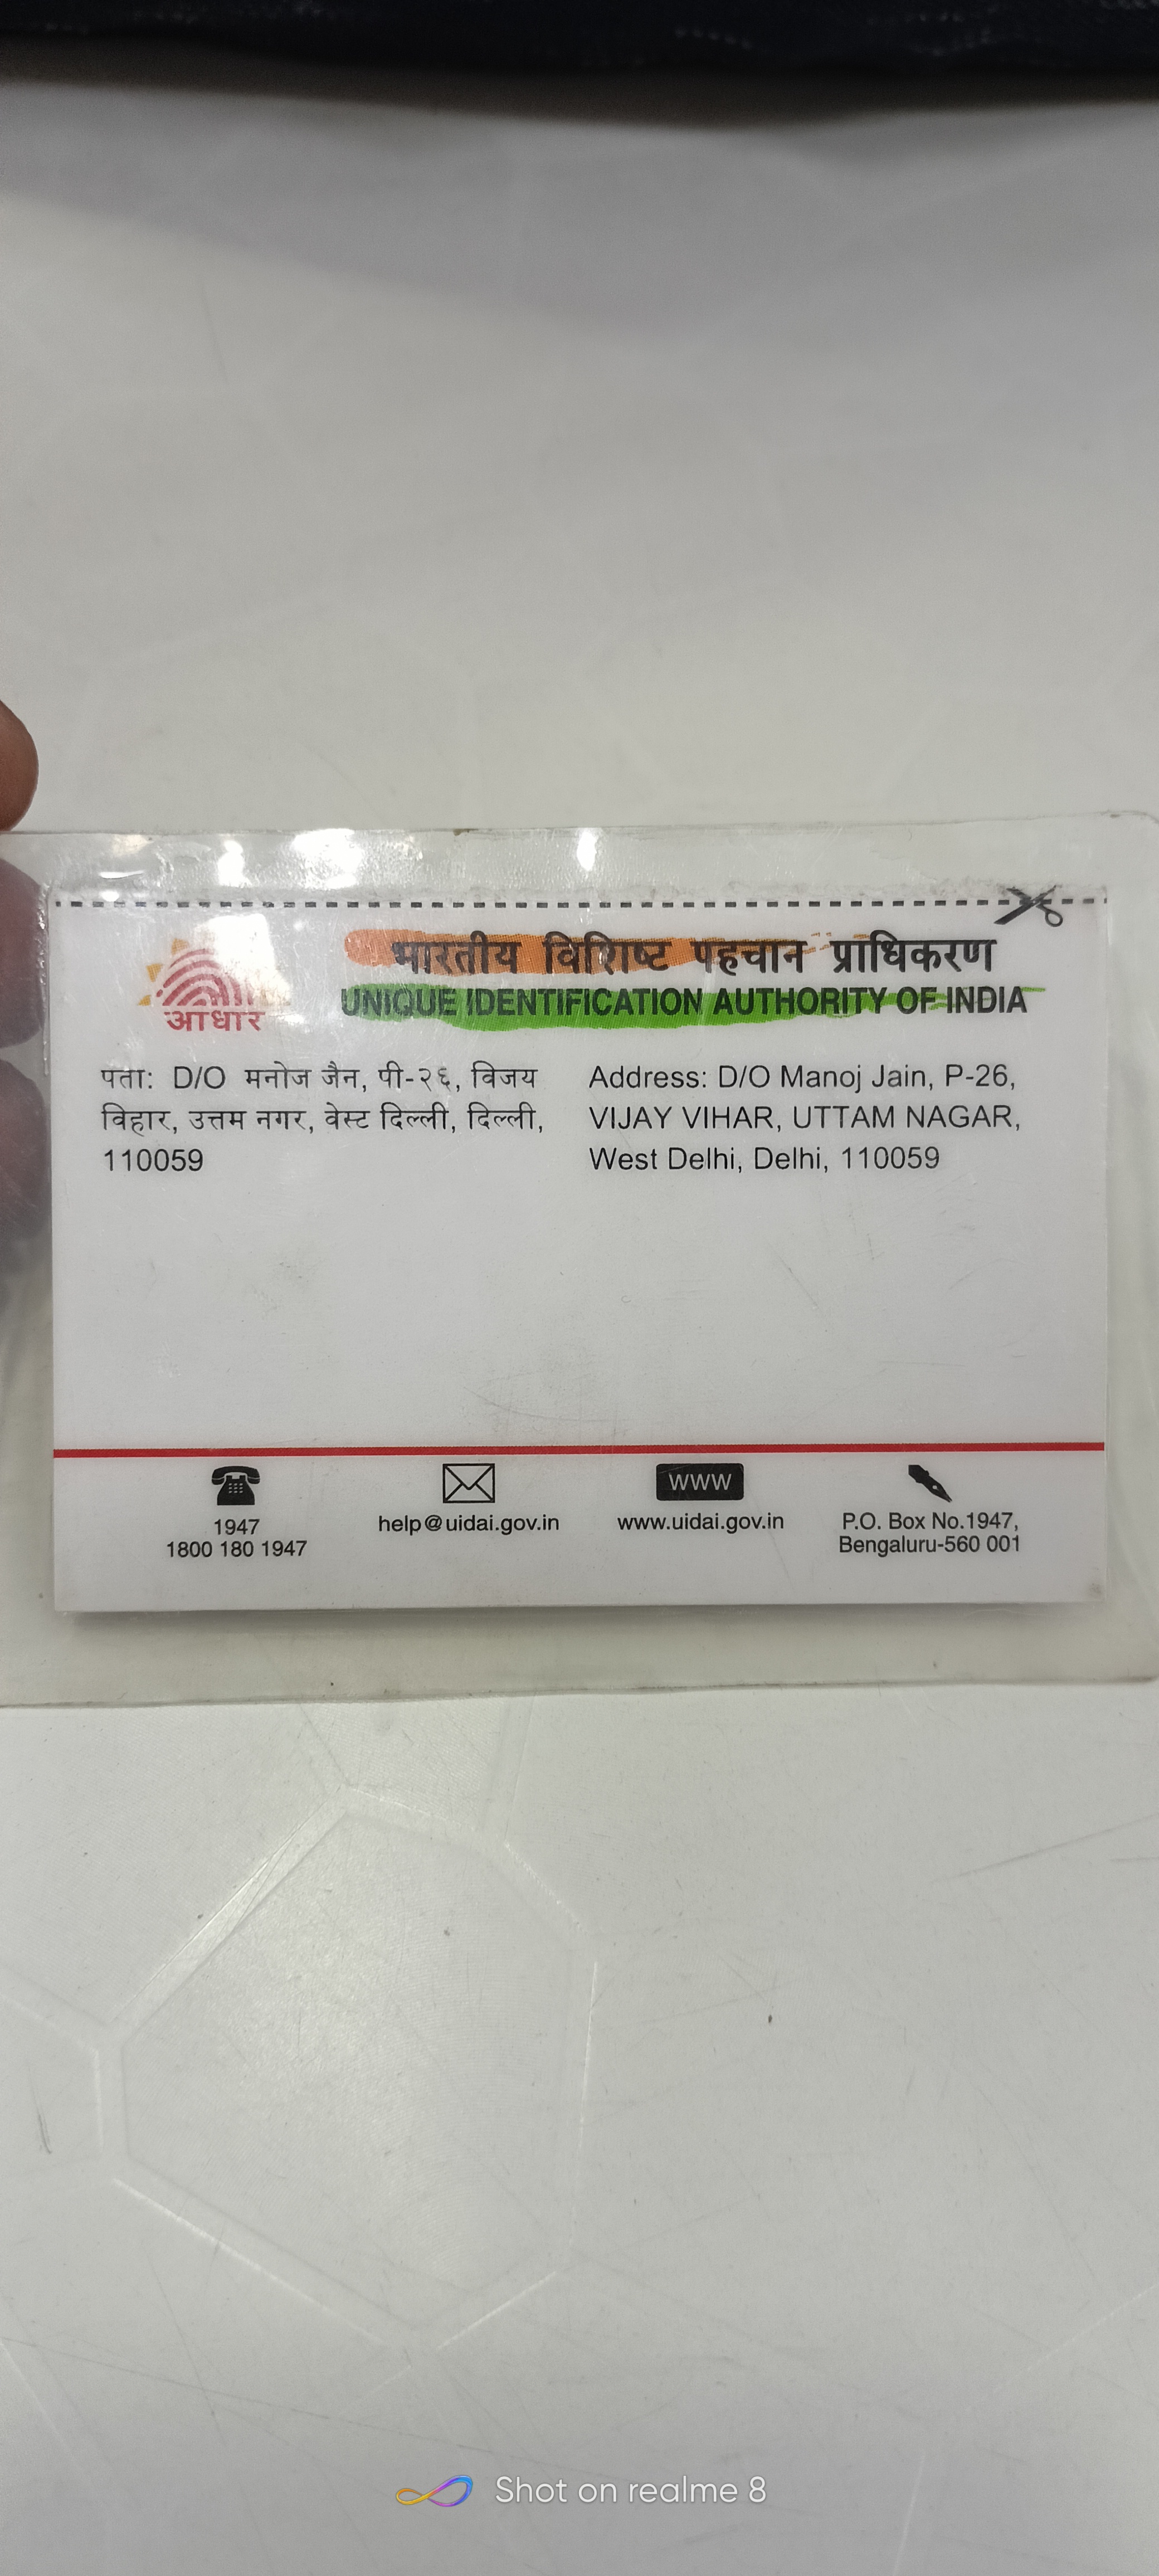 भारतीय विशिष्ट पहचान प्राधिकरण
UNIQUE IDENTIFICATION AUTHORITY OF INDIA
आधार
पता: D/O मनोज जैन, पी-२६, विजय
विहार, उत्तम नगर, वेस्ट दिल्ली, दिल्ली,
110059
Address: D/O Manoj Jain, P-26,
VIJAY VIHAR, UTTAM NAGAR,
West Delhi, Delhi, 110059
1947
1800 180 1947
help@uidai.gov.in
WWW
www.uidai.gov.in
P.O. Box No.1947,
Bengaluru-560 001
Shot on realme 8